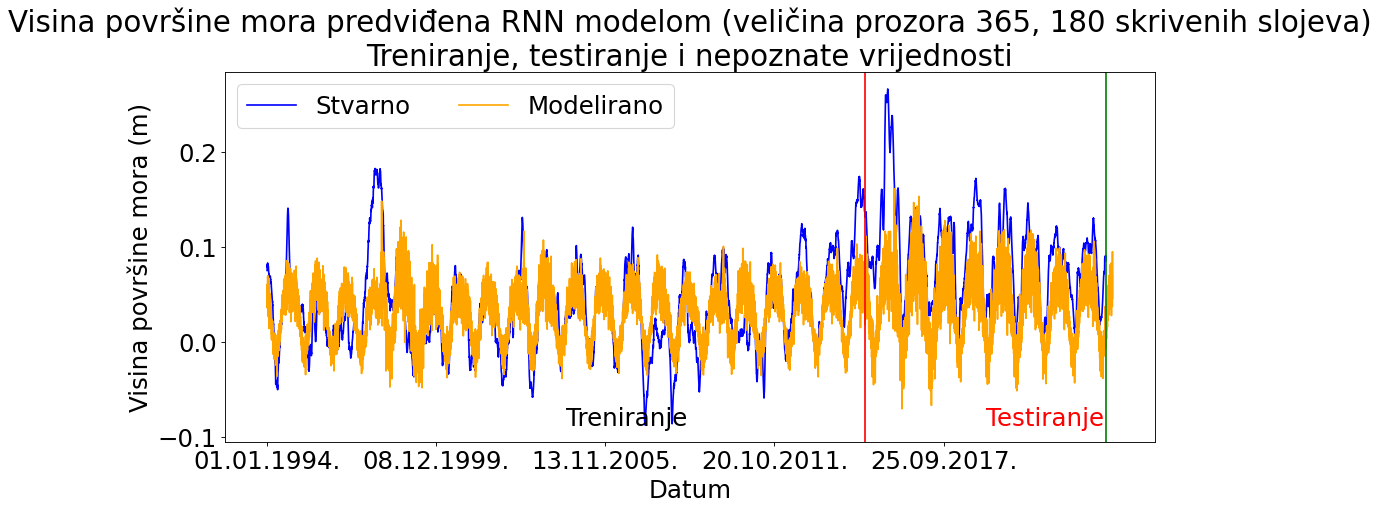 Visina površine mora predviđena RNN modelom (veličina prozora 365, 180 skrivenih slojeva)
Treniranje, testiranje i nepoznate vrijednosti
Stvarno
Modelirano
Visina površine mora (m)
0.2
0.1
0.0
−0.1
Treniranje
Testiranje
01.01.1994.
08.12.1999.
13.11.2005.
20.10.2011.
25.09.2017.
Datum